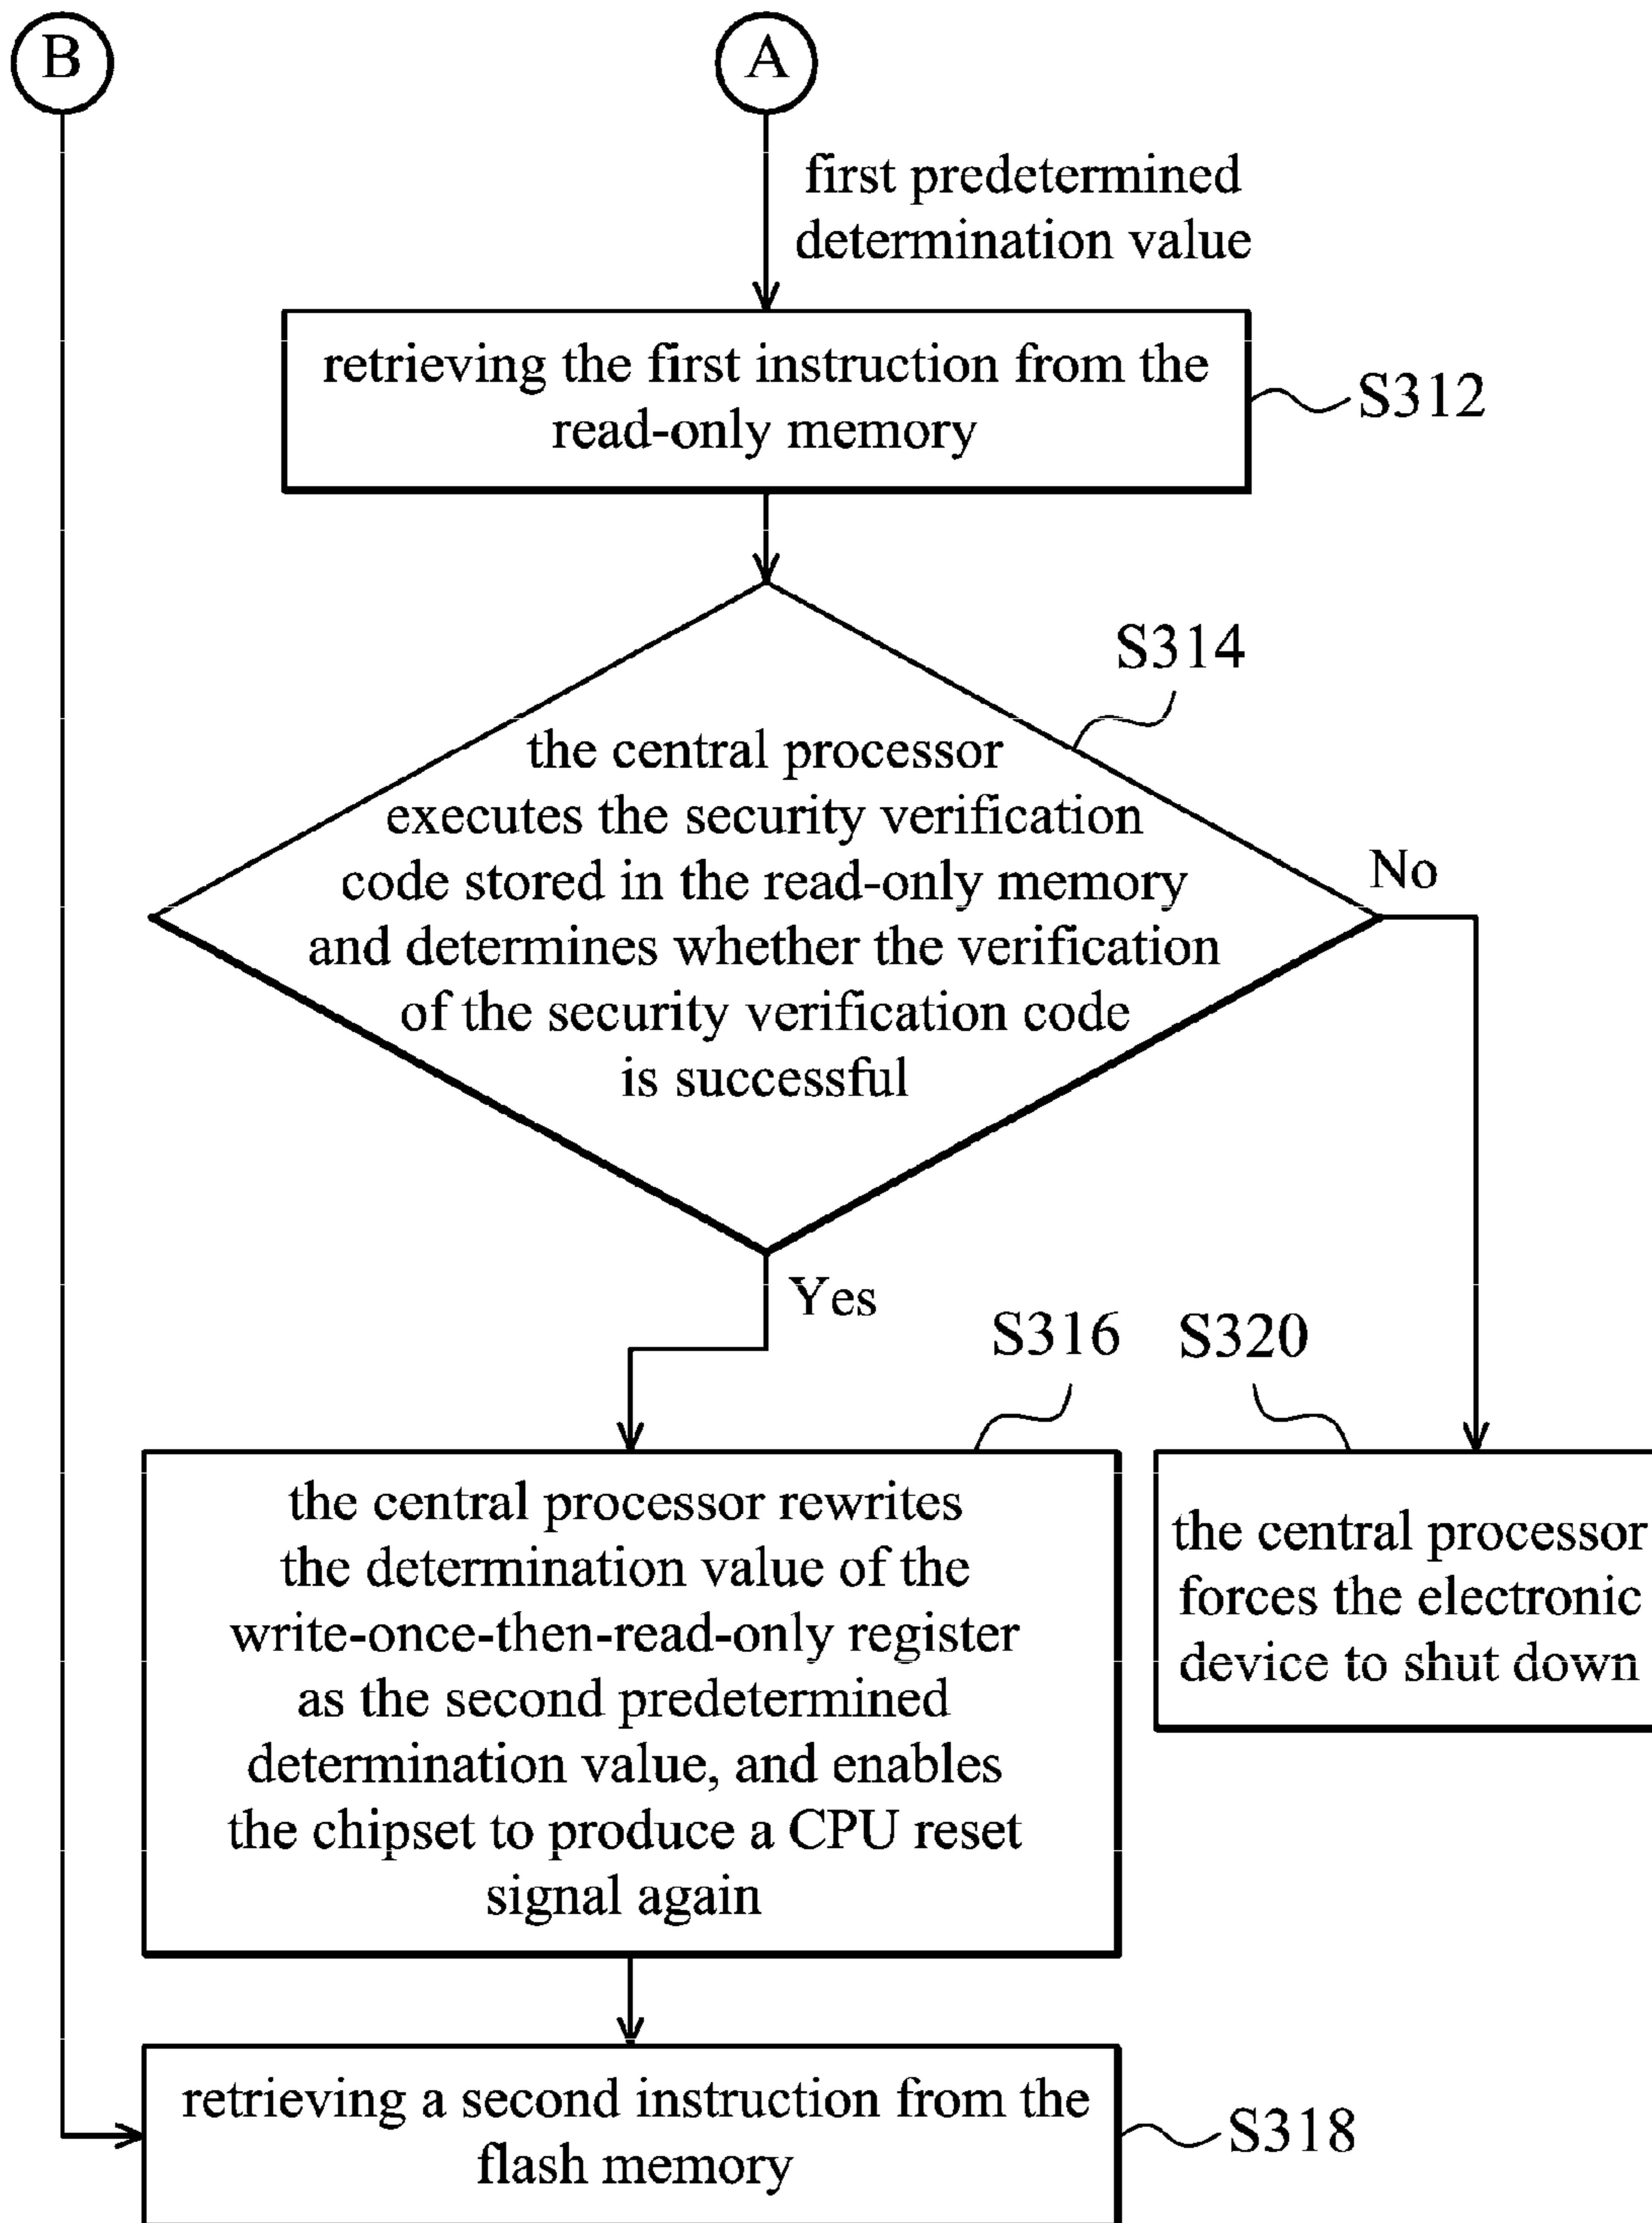 B
A
first predetermined
determination value
retrieving the first instruction from the
read-only memory
S312
S314
the central processor
executes the security verification
code stored in the read-only memory
and determines whether the verification
of the security verification code
is successful
No
Yes
S316
S320
the central processor rewrites
the determination value of the
write-once-then-read-only register
as the second predetermined
determination value, and enables
the chipset to produce a CPU reset
signal again
the central processor
forces the electronic
device to shut down
retrieving a second instruction from the
flash memory
S318